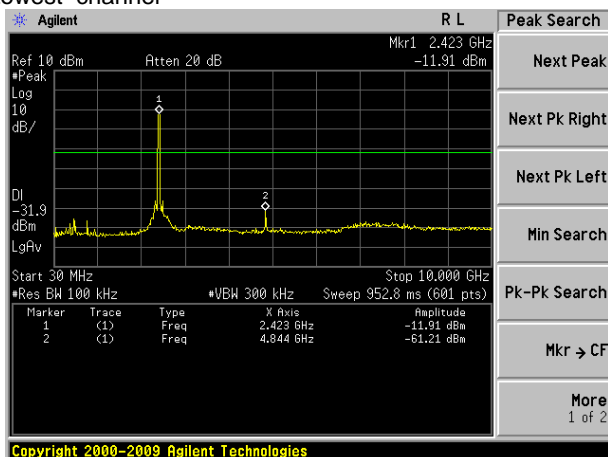 lowest channel
Agilent R L Peak Search
Mkr1 2.423 GHz
Ref 10 dBm Atten 20 dB -11.91 dBm
#Peak
Log
10
dB/
1
2
DI
-31.9
dBm
LgAv
Start 30 MHz Stop 10.000 GHz
#Res BW 100 kHz #VBW 300 kHz Sweep 952.8 ms (601 pts)
Marker Trace Type X Axis Amplitude
1 (1) Freq 2.423 GHz -11.91 dBm
2 (1) Freq 4.844 GHz -61.21 dBm
Next Peak
Next Pk Right
Next Pk Left
Min Search
Pk-Pk Search
Mkr → CF
More
1 of 2
Copyright 2000-2009 Agilent Technologies